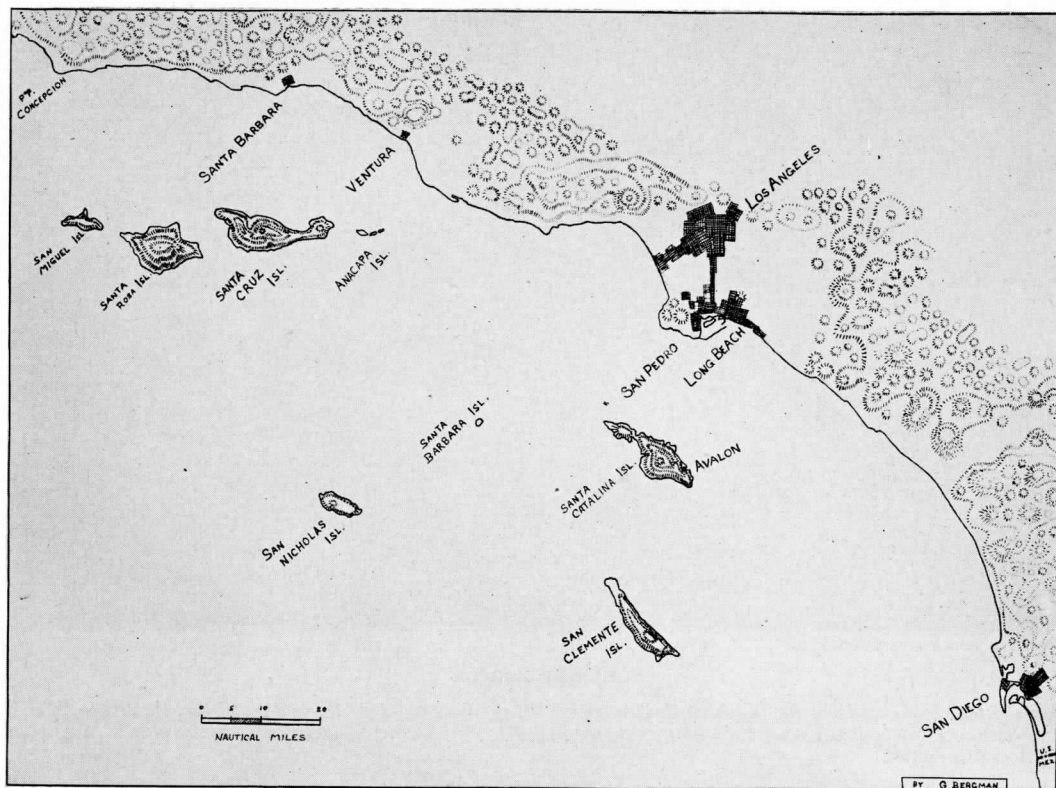 PT.
CONCEPCION
SANTA BARBARA
VENTURA
LOS ANGELES
SAN
MIGUEL ISL.
SANTA
ROSA ISL.
SANTA
CRUZ ISL.
ANACAPA
ISL.
SAN PEDRO
LONG BEACH
SANTA
BARBARA ISL.
SANTA
CATALINA ISL.
AVALON
SAN
NICHOLAS
ISL.
SAN
CLEMENTE
ISL.
SAN DIEGO
0 5 10 20
NAUTICAL MILES
U.S.
MEX.
BY G BERGMAN